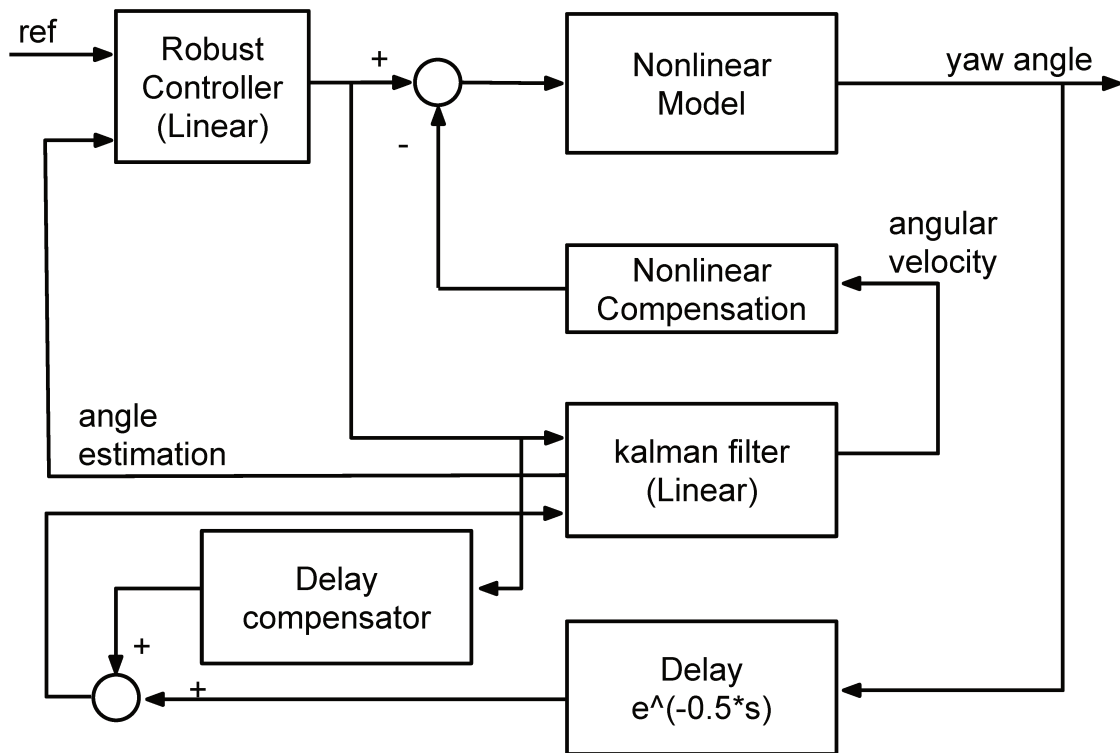 ref
Robust
Controller
(Linear)
+
-
Nonlinear
Model
yaw angle
angular
velocity
Nonlinear
Compensation
angle
estimation
kalman filter
(Linear)
Delay
compensator
+
+
Delay
e^(-0.5*s)